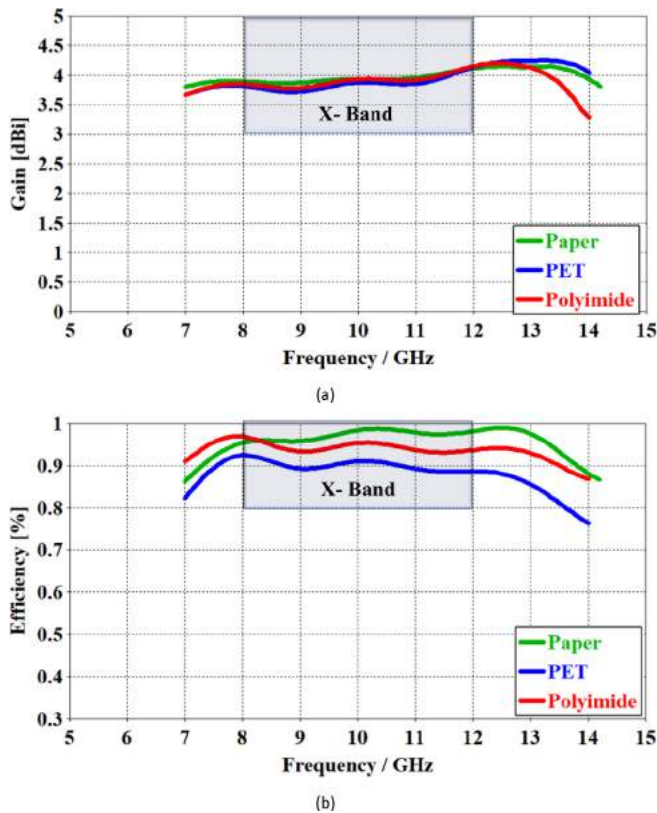 5
4.5
4
3.5
3
2.5
2
1.5
1
0.5
0
Gain [dBi]
X- Band
Paper
PET
Polyimide
5 6 7 8 9 10 11 12 13 14 15
Frequency / GHz
(a)
1
0.9
0.8
0.7
0.6
0.5
0.4
0.3
Efficiency [%]
X- Band
Paper
PET
Polyimide
5 6 7 8 9 10 11 12 13 14 15
Frequency / GHz
(b)